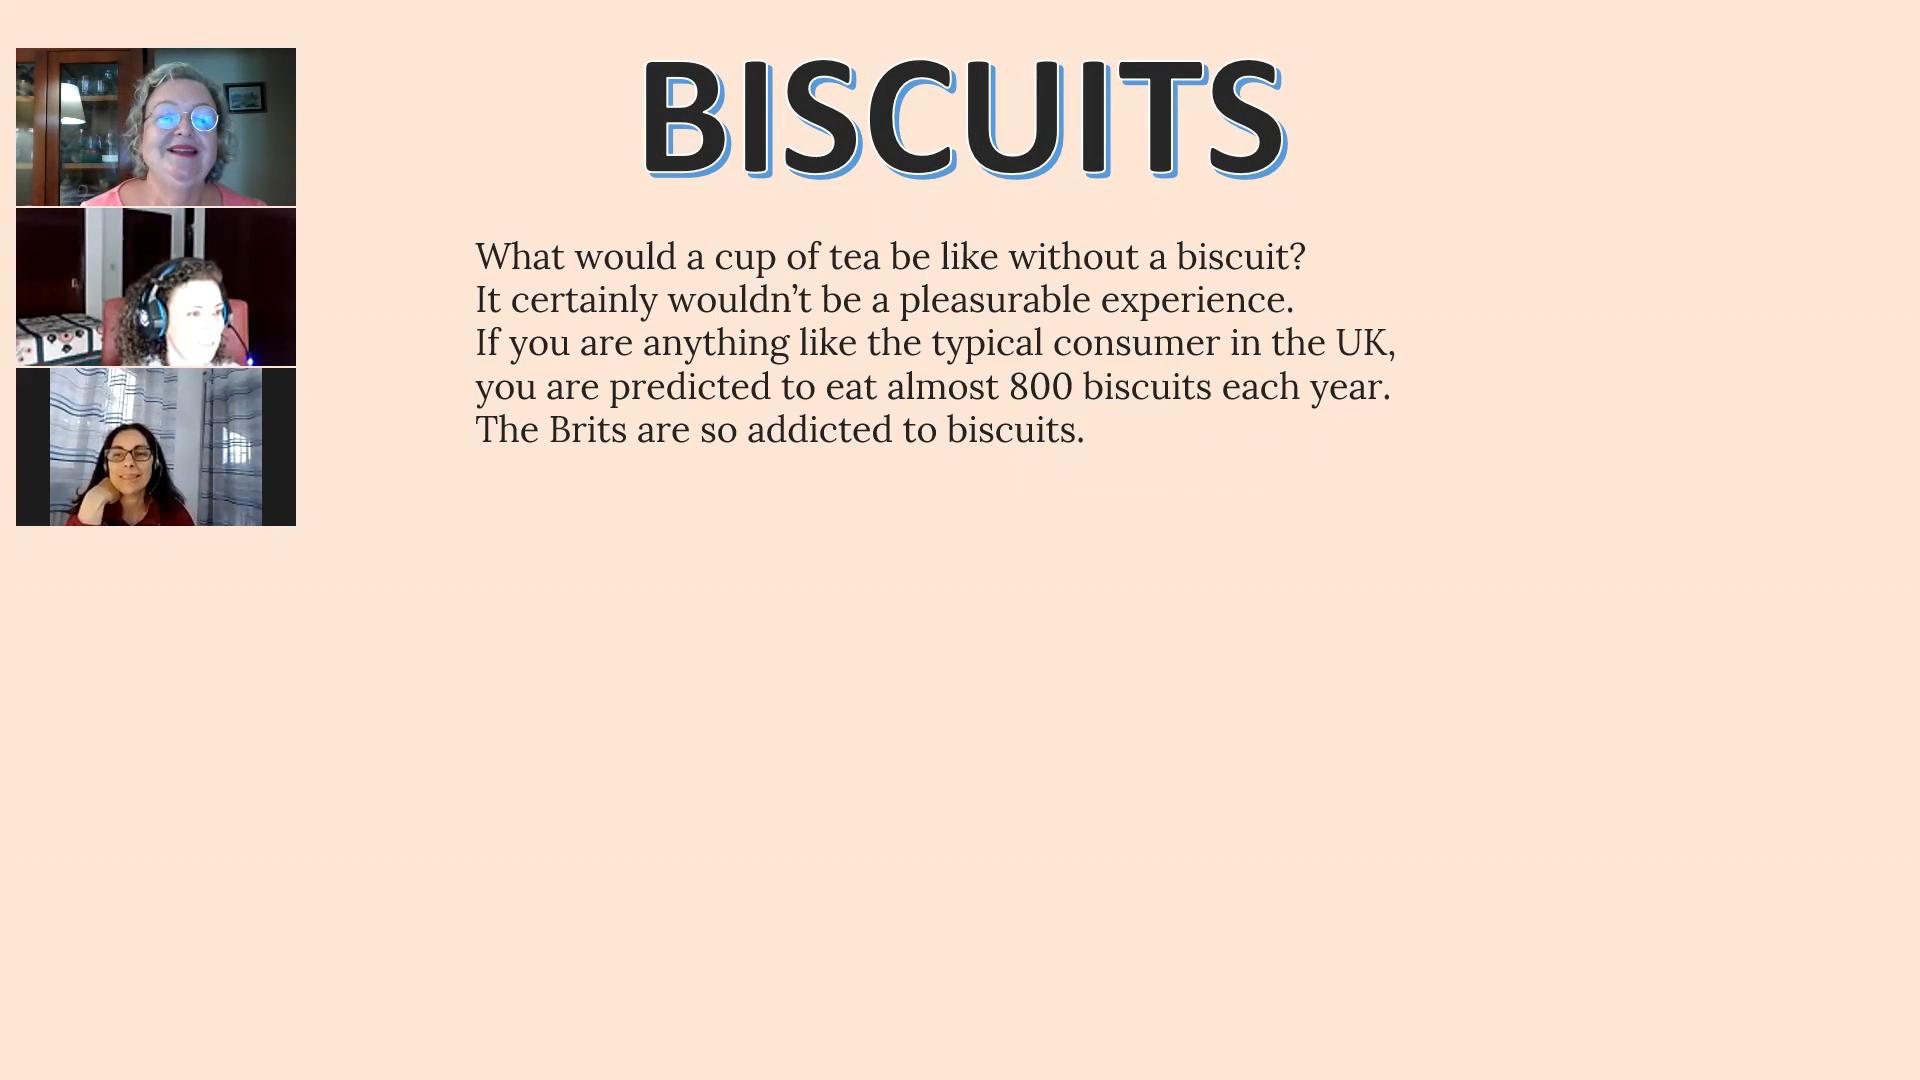 BISCUITS
What would a cup of tea be like without a biscuit?
It certainly wouldn’t be a pleasurable experience.
If you are anything like the typical consumer in the UK,
you are predicted to eat almost 800 biscuits each year.
The Brits are so addicted to biscuits.